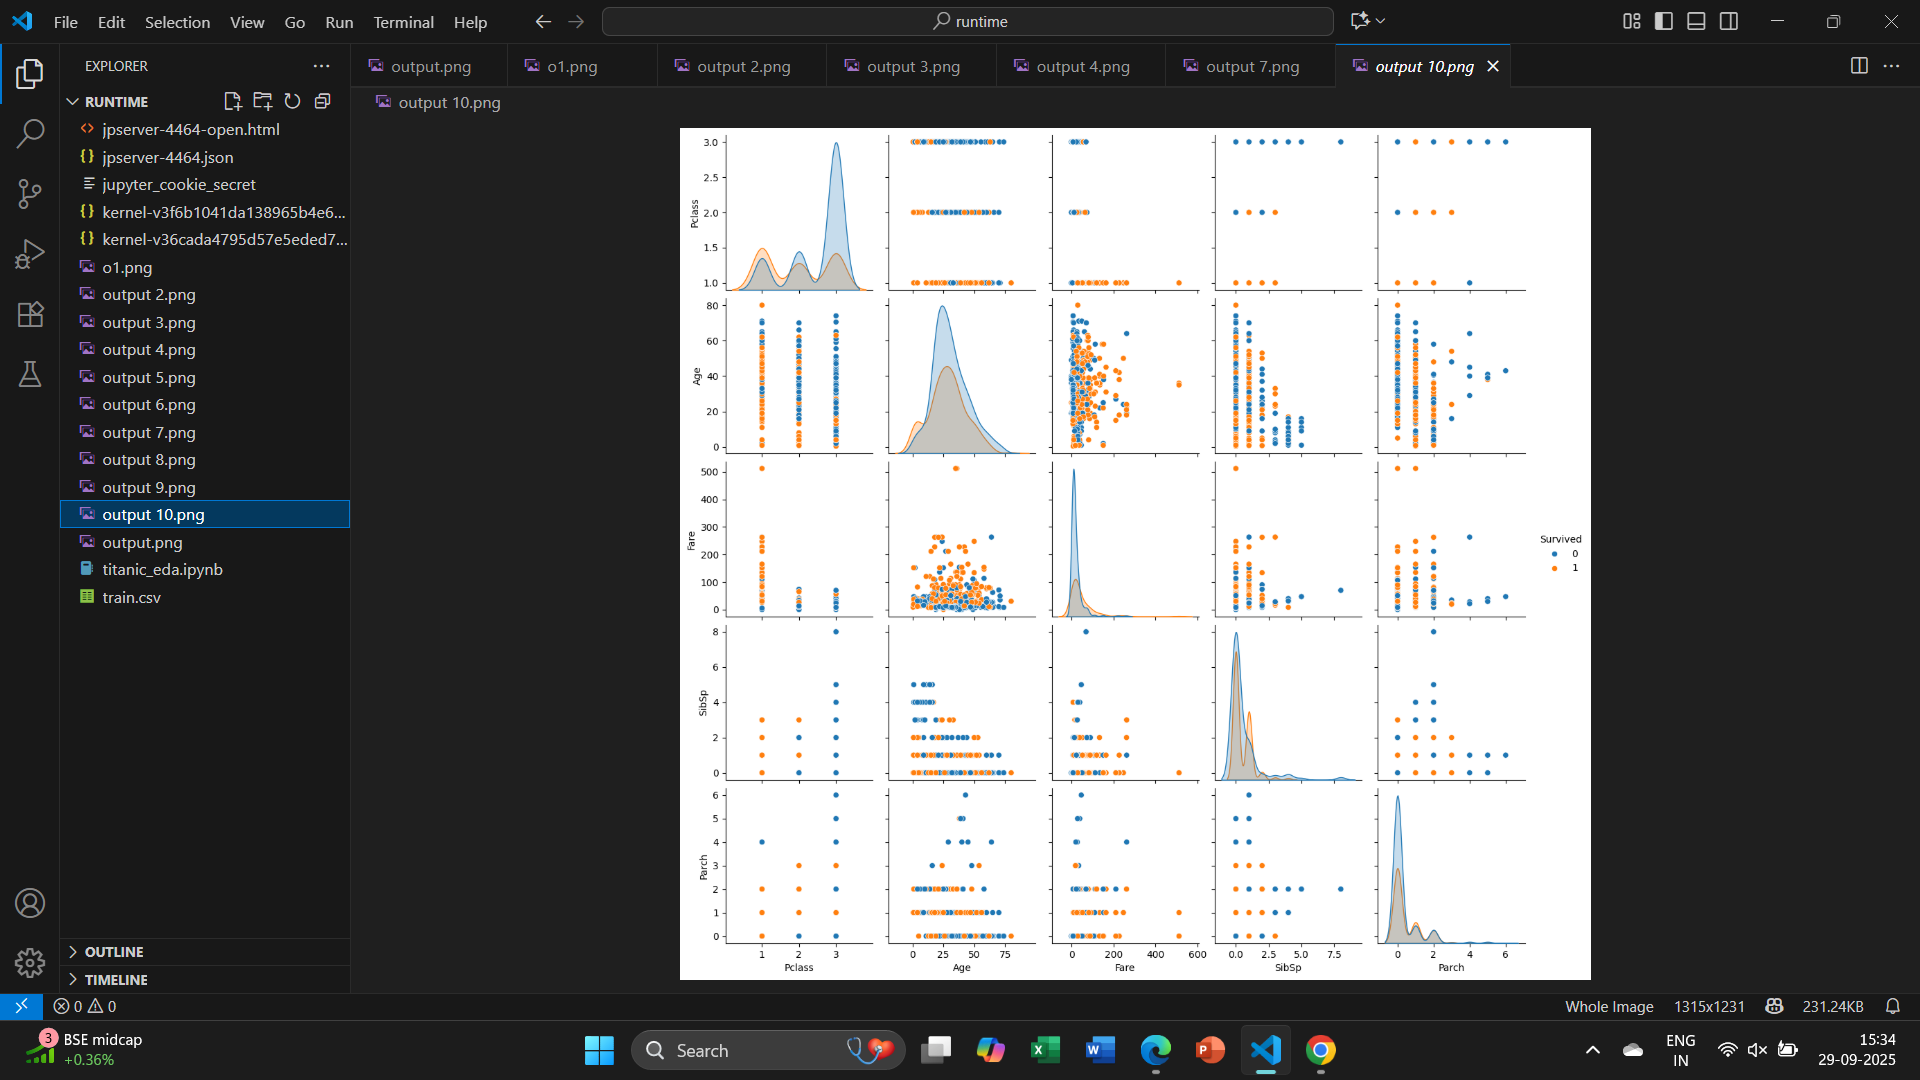 File Edit Selection View Go Run Terminal Help
runtime
EXPLORER
RUNTIME
jpserver-4464-open.html
jpserver-4464.json
jupyter_cookie_secret
kernel-v3f6b1041da138965b4e6...
kernel-v36cada4795d57e5eded7...
o1.png
output 2.png
output 3.png
output 4.png
output 5.png
output 6.png
output 7.png
output 8.png
output 9.png
output 10.png
output.png
titanic_eda.ipynb
train.csv
OUTLINE
TIMELINE
output.png o1.png output 2.png output 3.png output 4.png output 7.png output 10.png
output 10.png
3.0
2.5
2.0
1.5
1.0
Pclass
80
60
40
20
0
Age
500
400
300
200
100
0
Fare
8
6
4
2
0
SibSp
6
5
4
3
2
1
0
Parch
1 2 3 0 25 50 75 0 200 400 600 0.0 2.5 5.0 7.5 0 2 4 6
Pclass Age Fare SibSp Parch
Survived
0
1
0 0
Whole Image 1315x1231 231.24KB
3
BSE midcap
+0.36%
Search
ENG
IN
15:34
29-09-2025